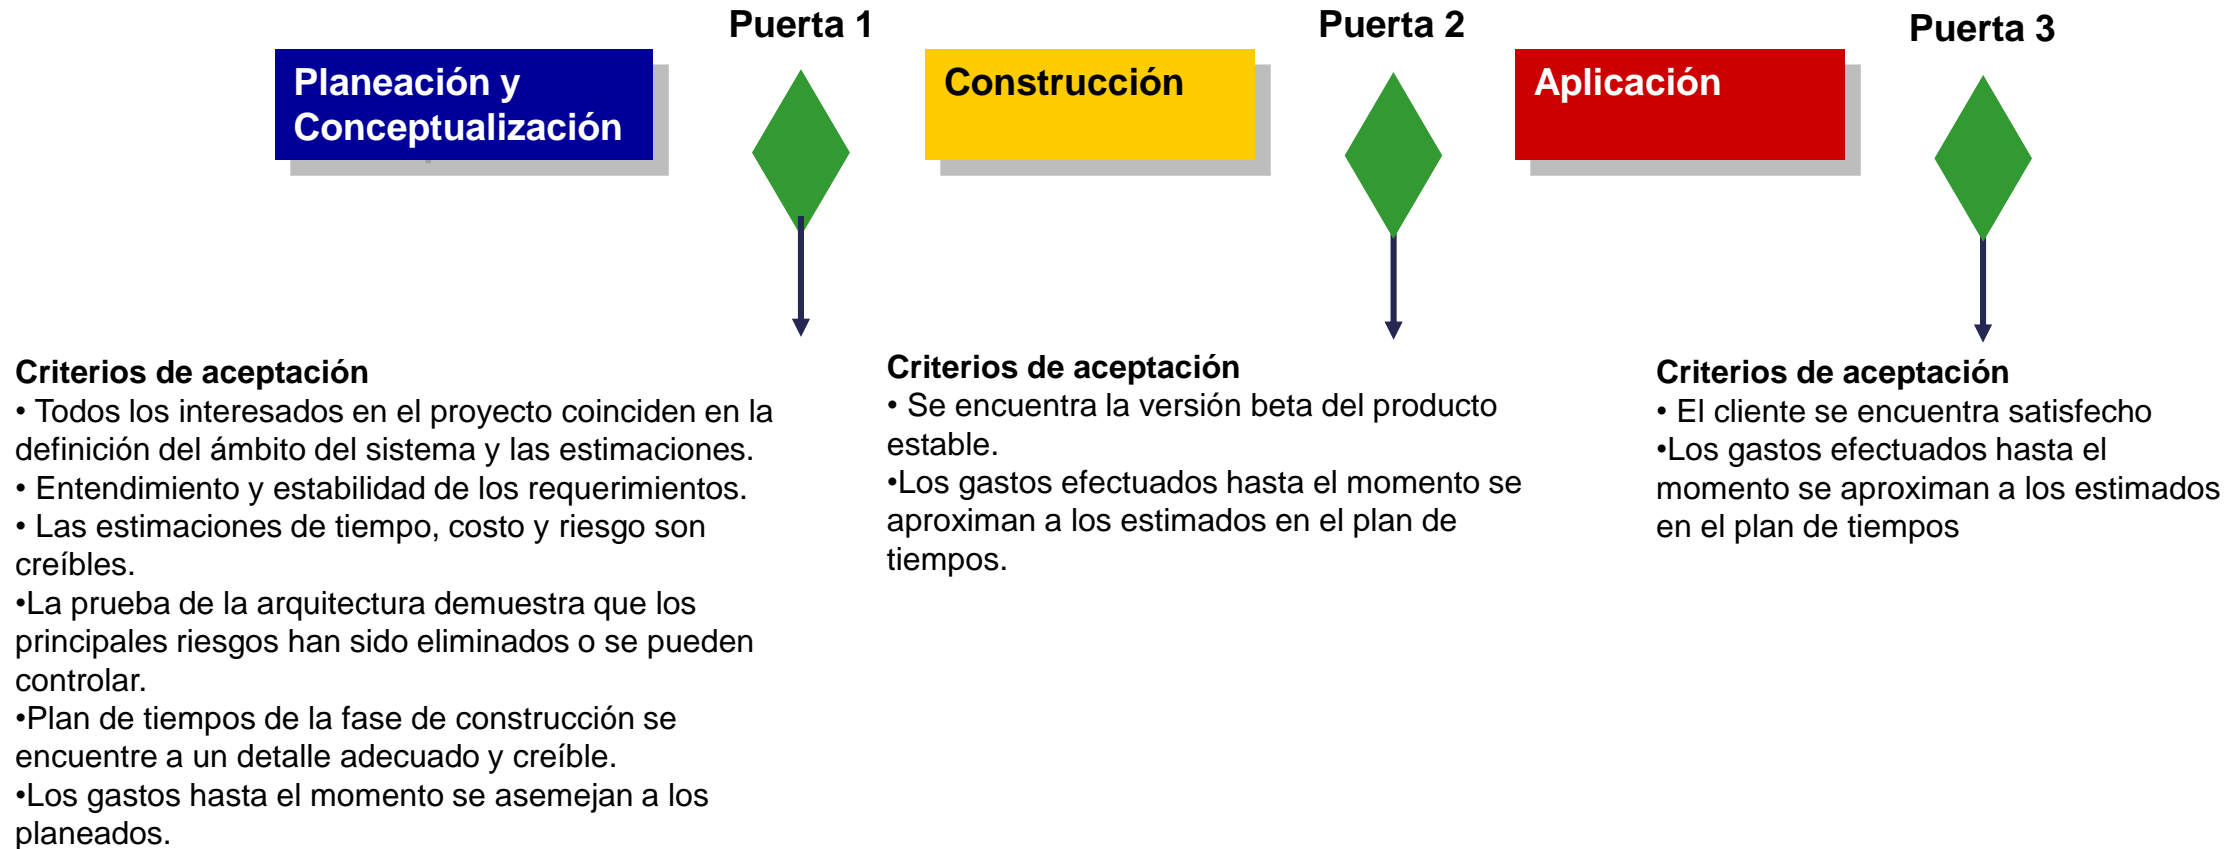 Puerta 1
Puerta 2
Puerta 3
Planeación y
Conceptualización
Construcción
Aplicación
Criterios de aceptación
• Todos los interesados en el proyecto coinciden en la
definición del ámbito del sistema y las estimaciones.
• Entendimiento y estabilidad de los requerimientos.
• Las estimaciones de tiempo, costo y riesgo son
creíbles.
•La prueba de la arquitectura demuestra que los
principales riesgos han sido eliminados o se pueden
controlar.
•Plan de tiempos de la fase de construcción se
encuentre a un detalle adecuado y creíble.
•Los gastos hasta el momento se asemejan a los
planeados.
Criterios de aceptación
• Se encuentra la versión beta del producto
estable.
•Los gastos efectuados hasta el momento se
aproximan a los estimados en el plan de
tiempos.
Criterios de aceptación
• El cliente se encuentra satisfecho
•Los gastos efectuados hasta el
momento se aproximan a los estimados
en el plan de tiempos